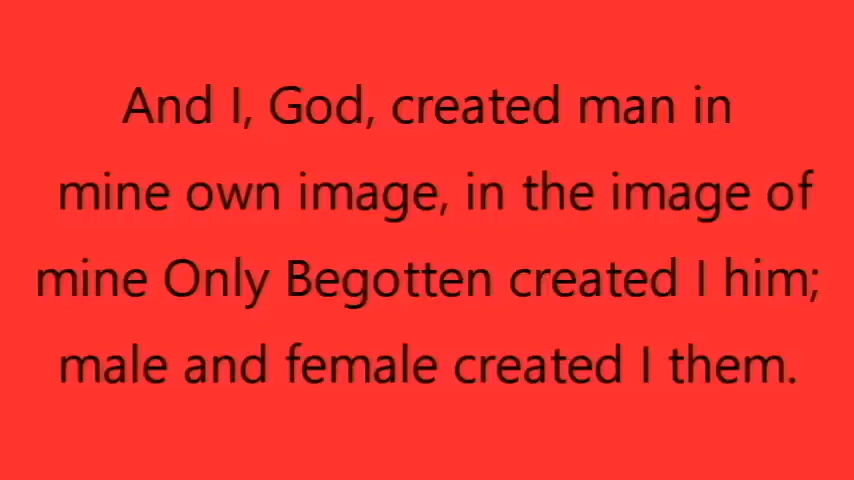 And I, God, created man in
mine own image, in the image of
mine Only Begotten created I him;
male and female created I them.